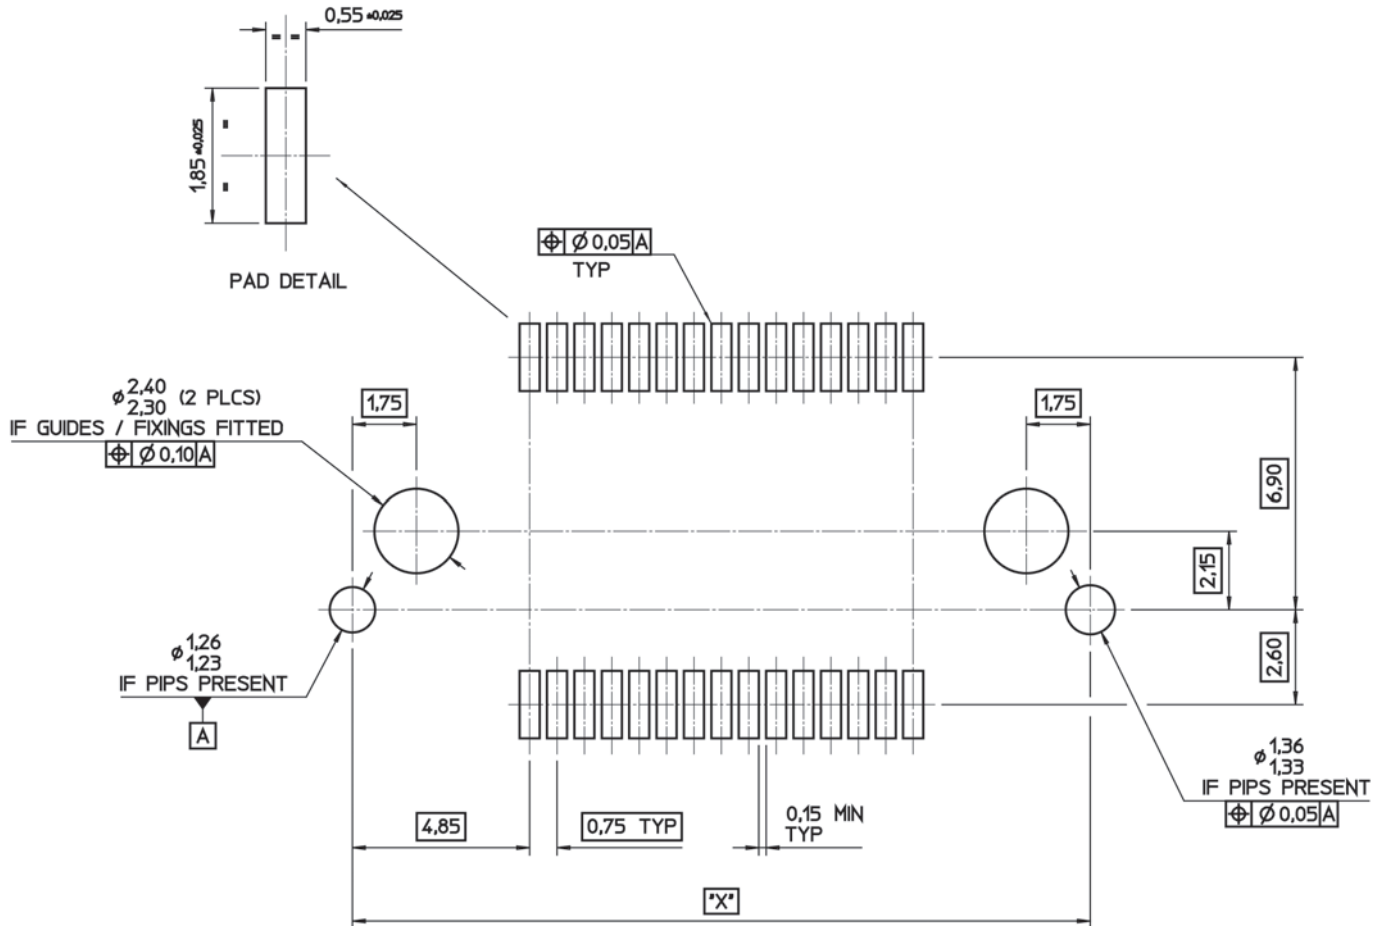 0,55 ±0,025
1,85 ±0,025
PAD DETAIL
⌖ Ø 0,05 A
TYP
ø 2,40
2,30 (2 PLCS)
IF GUIDES / FIXINGS FITTED
⌖ Ø 0,10 A
1,75
1,75
6,90
2,15
2,60
ø 1,26
1,23
IF PIPS PRESENT
A
ø 1,36
1,33
IF PIPS PRESENT
⌖ Ø 0,05 A
4,85
0,75 TYP
0,15 MIN
TYP
"X"